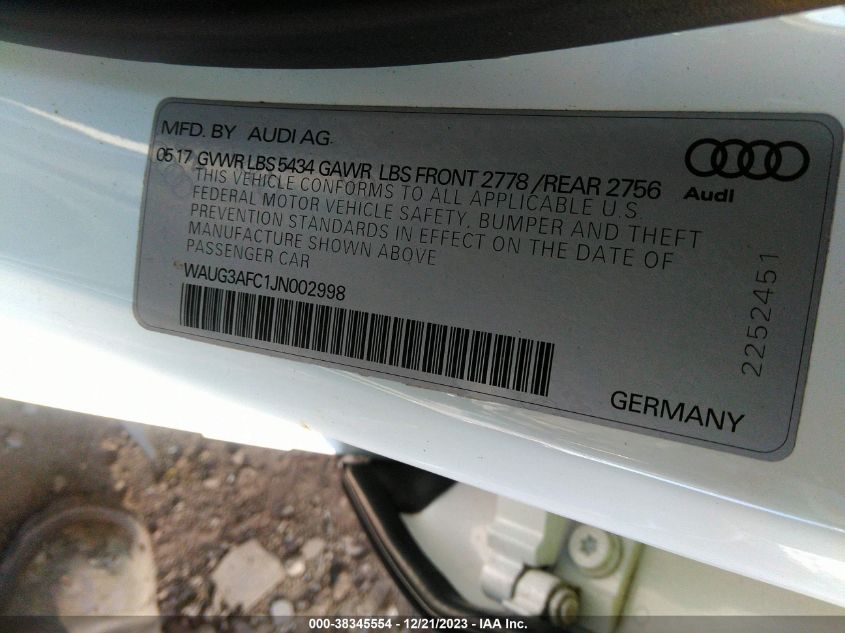 MFD. BY AUDI AG
05 17 GVWR LBS 5434 GAWR LBS FRONT 2778 /REAR 2756
THIS VEHICLE CONFORMS TO ALL APPLICABLE U.S.
FEDERAL MOTOR VEHICLE SAFETY, BUMPER AND THEFT
PREVENTION STANDARDS IN EFFECT ON THE DATE OF
MANUFACTURE SHOWN ABOVE
PASSENGER CAR
WAUG3AFC1JN002998
Audi
2252451
GERMANY
000-38345554 - 12/21/2023 - IAA Inc.